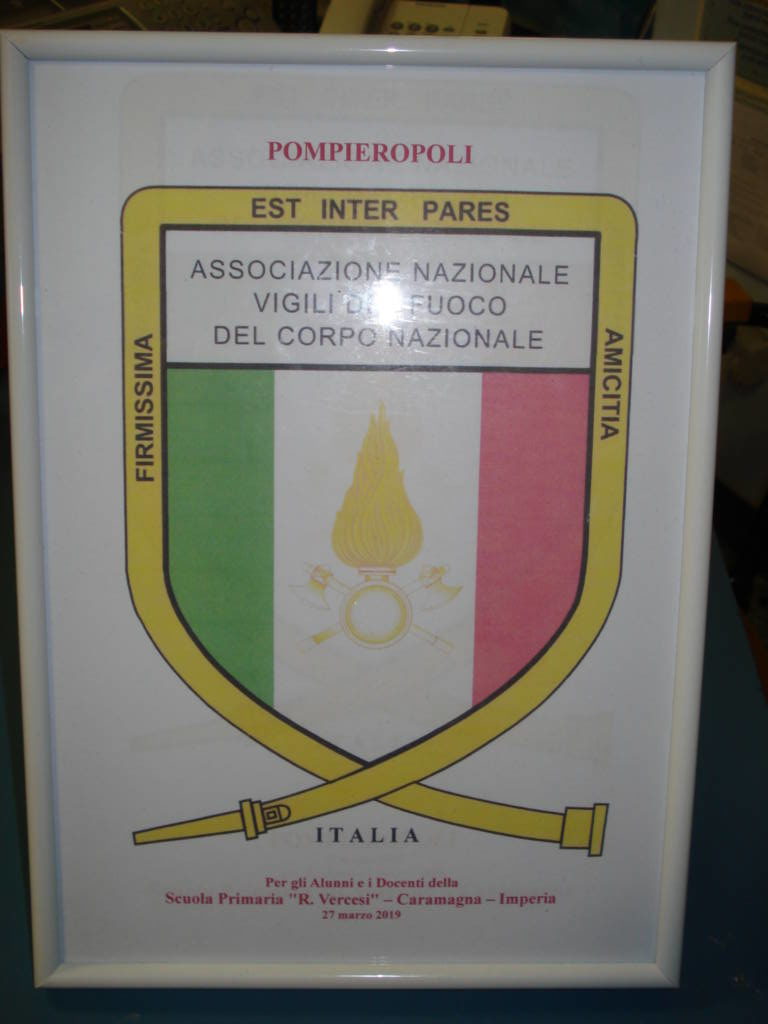 POMPIEROPOLI
EST INTER PARES
ASSOCIAZIONE NAZIONALE
VIGILI DEL FUOCO
DEL CORPO NAZIONALE
FIRMISSIMA
AMICITIA
ITALIA
Per gli Alunni e i Docenti della
Scuola Primaria "R. Vercesi" – Caramagna – Imperia
27 marzo 2019